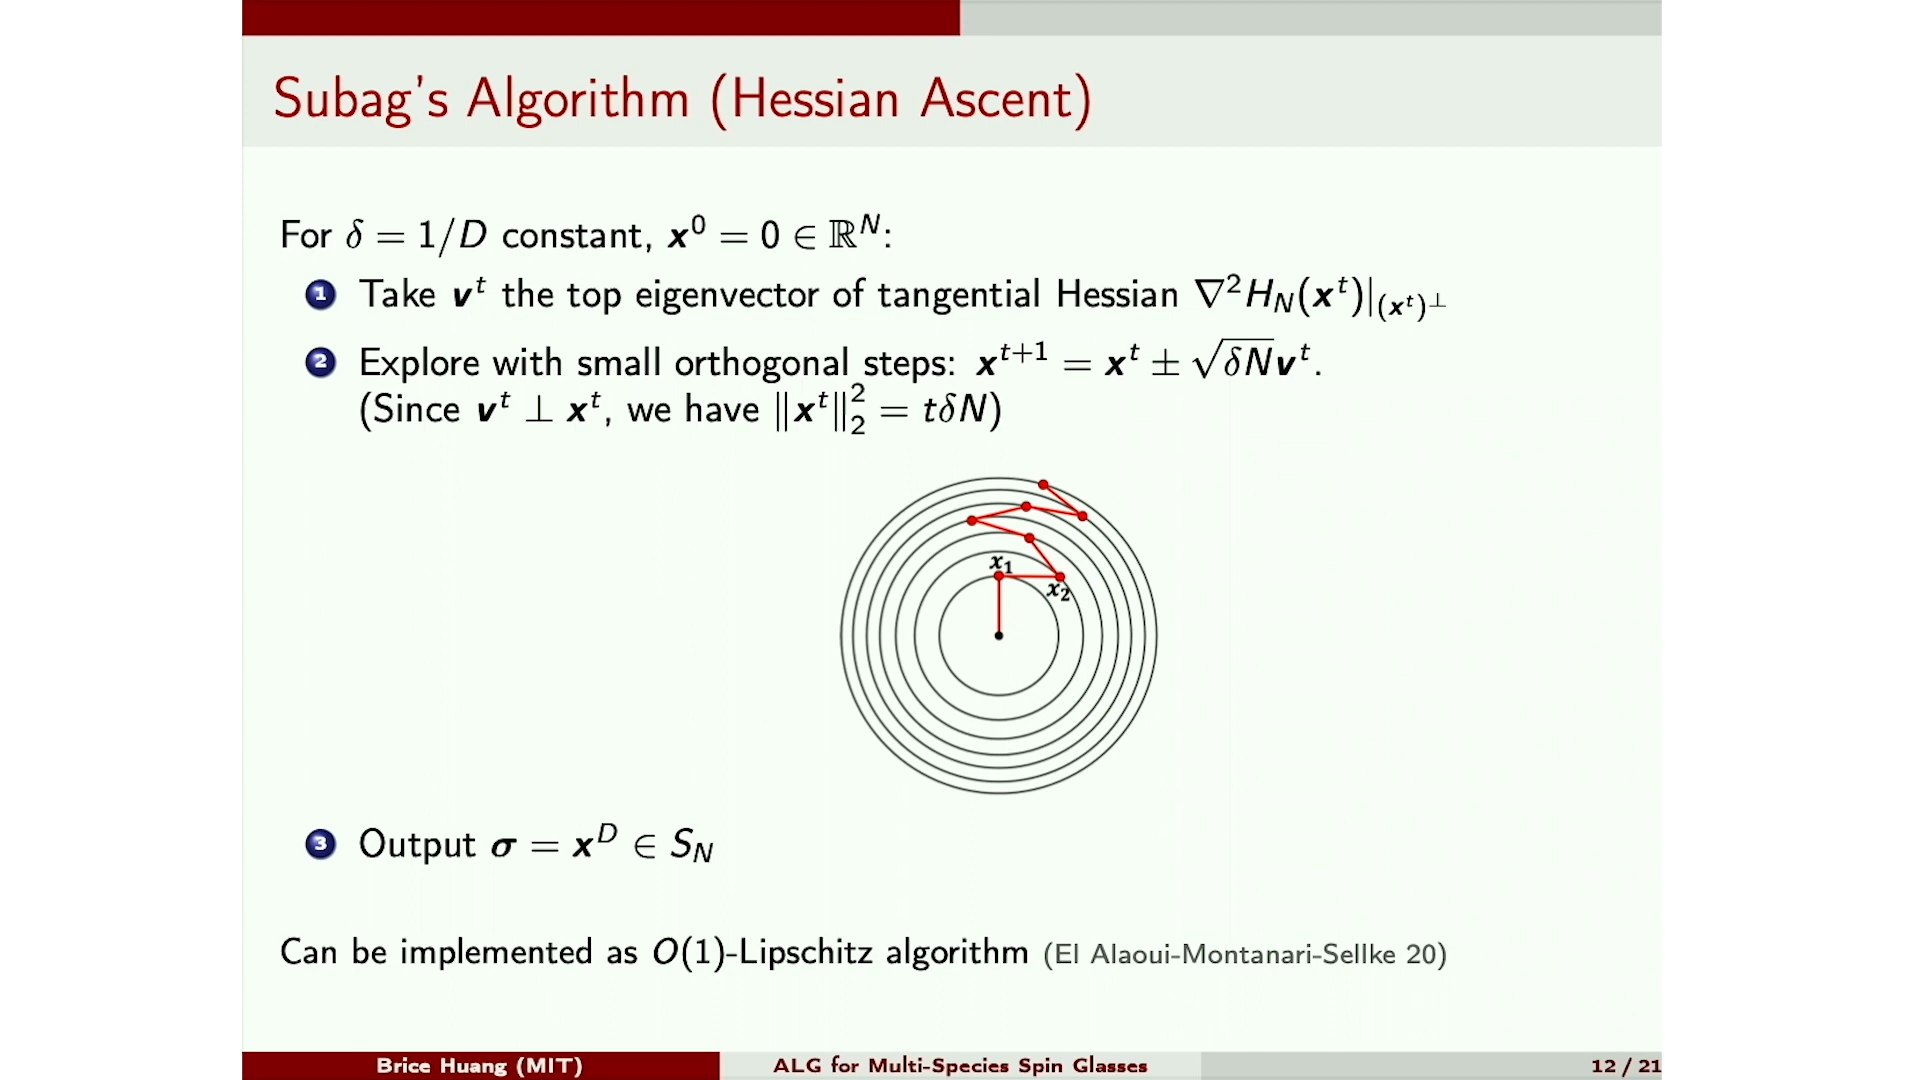 Subag's Algorithm (Hessian Ascent)
For δ = 1/D constant, x⁰ = 0 ∈ ℝᴺ:
1 Take vᵗ the top eigenvector of tangential Hessian ∇²H_N(xᵗ)|_(xᵗ)^⊥
2 Explore with small orthogonal steps: xᵗ⁺¹ = xᵗ ± √δN vᵗ.
(Since vᵗ ⊥ xᵗ, we have ‖xᵗ‖₂² = tδN)
x₁
x₂
3 Output σ = x^D ∈ S_N
Can be implemented as O(1)-Lipschitz algorithm (El Alaoui-Montanari-Sellke 20)
Brice Huang (MIT) ALG for Multi-Species Spin Glasses 12 / 21